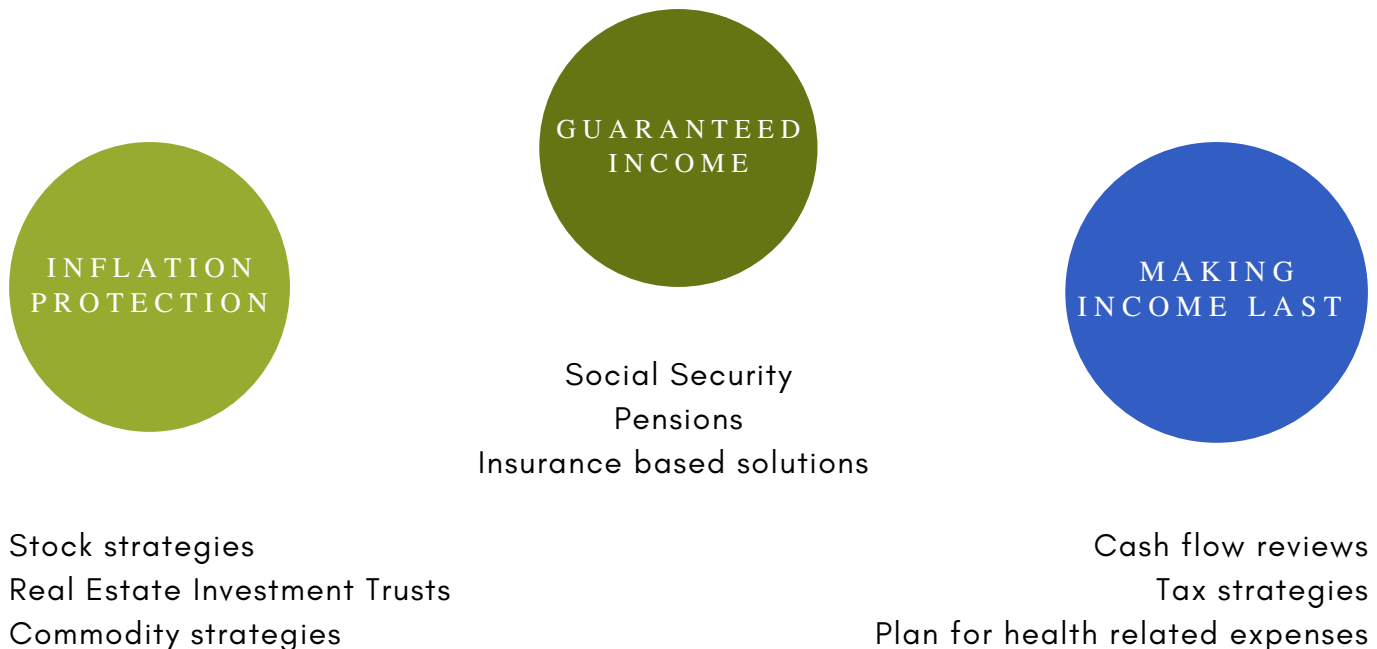 INFLATION
PROTECTION
Stock strategies
Real Estate Investment Trusts
Commodity strategies
GUARANTEED
INCOME
Social Security
Pensions
Insurance based solutions
MAKING
INCOME LAST
Cash flow reviews
Tax strategies
Plan for health related expenses